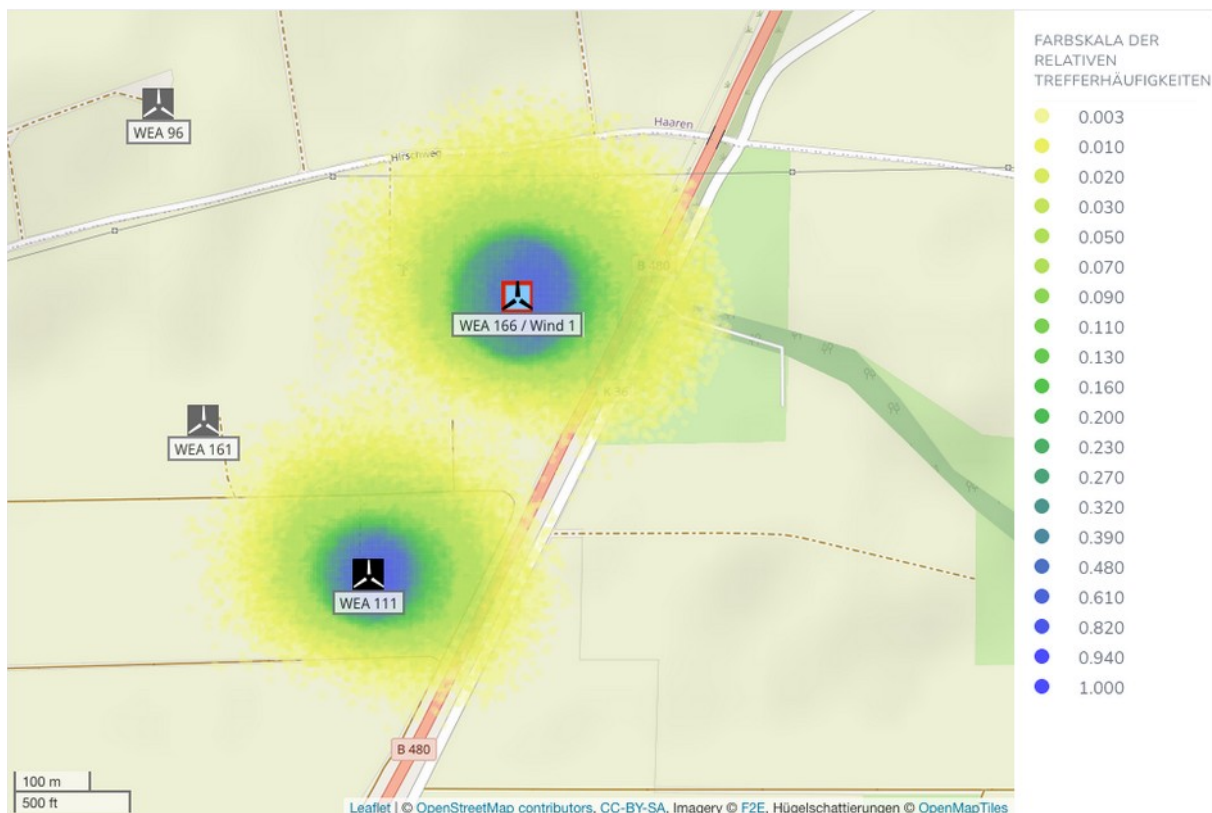 FARBSKALA DER
RELATIVEN
TREFFERHÄUFIGKEITEN
0.003
0.010
0.020
0.030
0.050
0.070
0.090
0.110
0.130
0.160
0.200
0.230
0.270
0.320
0.390
0.480
0.610
0.820
0.940
1.000
WEA 96
Haaren
Hirschweg
B 480
WEA 166 / Wind 1
K 36
WEA 161
WEA 111
B 480
100 m
500 ft
Leaflet | © OpenStreetMap contributors, CC-BY-SA, Imagery © F2E, Hügelschattierungen © OpenMapTiles